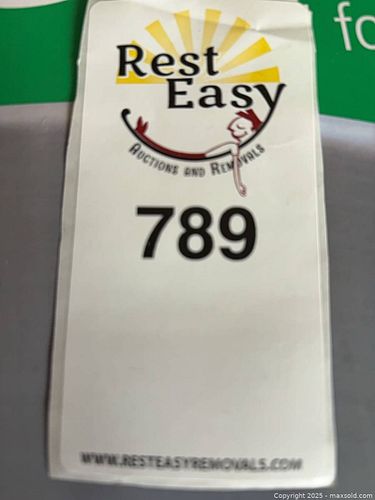 fo
Rest
Easy
AUCTIONS AND REMOVALS
789
WWW.RESTEASYREMOVALS.COM
Copyright 2025 - maxsold.com